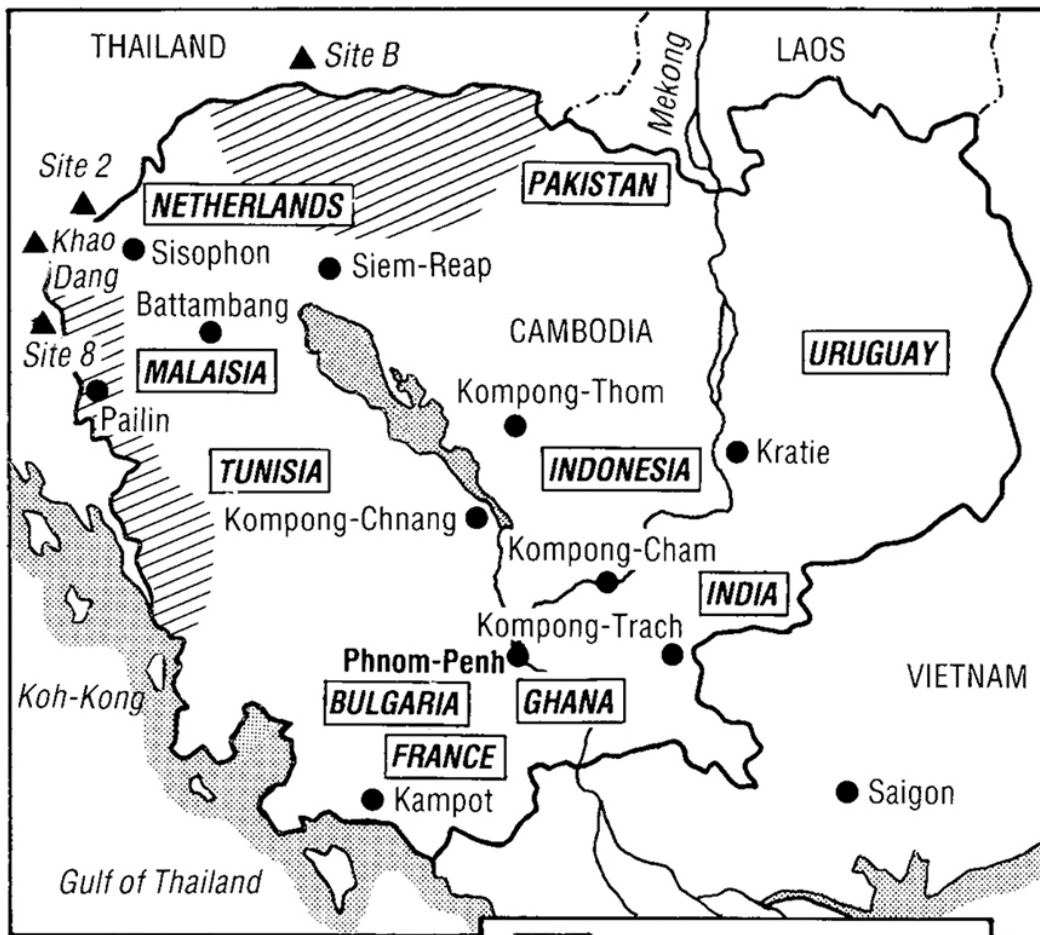 THAILAND
Site B
LAOS
Mekong
Site 2
NETHERLANDS
PAKISTAN
Khao
Dang
Sisophon
Siem-Reap
Battambang
CAMBODIA
Site 8
MALAISIA
URUGUAY
Pailin
Kompong-Thom
TUNISIA
INDONESIA
Kratie
Kompong-Chnang
Kompong-Cham
INDIA
Kompong-Trach
Phnom-Penh
Koh-Kong
VIETNAM
BULGARIA
GHANA
FRANCE
Kampot
Saigon
Gulf of Thailand